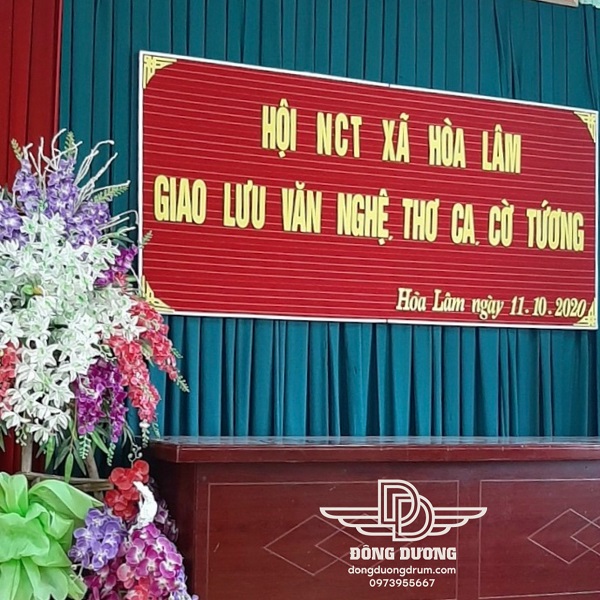 HỘI NCT XÃ HÒA LÂM
GIAO LƯU VĂN NGHỆ, THƠ CA, CỜ TƯỚNG
Hòa Lâm ngày 11-10-2020
DD
ĐÔNG DƯƠNG
dongduongdrum.com
0973955667